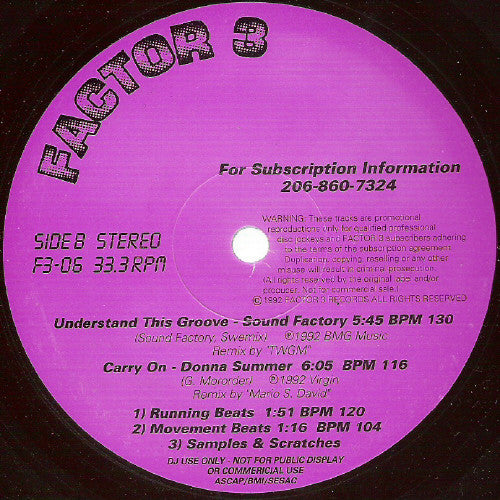 FACTOR 3
For Subscription Information
206-860-7324
SIDE B STEREO
F3-06 33.3 RPM
WARNING: These tracks are promotional
reproductions only for qualified professional
disc jockeys and FACTOR 3 subscribers adhering
to the terms of the subscription agreement.
Duplication, copying, reselling or any other
misuse will result in criminal prosecution.
(All rights reserved by the original label and/or
producer. Not for commercial sale.)
©1992 FACTOR 3 RECORDS ALL RIGHTS RESERVED
Understand This Groove - Sound Factory 5:45 BPM 130
(Sound Factory, Swemix) ℗1992 BMG Music
Remix by "TWGM"
Carry On - Donna Summer 6:05 BPM 116
(G. Mororder) ℗1992 Virgin
Remix by "Mario S. David"
1) Running Beats 1:51 BPM 120
2) Movement Beats 1:16 BPM 104
3) Samples & Scratches
DJ USE ONLY - NOT FOR PUBLIC DISPLAY
OR COMMERICAL USE
ASCAP/BMI/SESAC